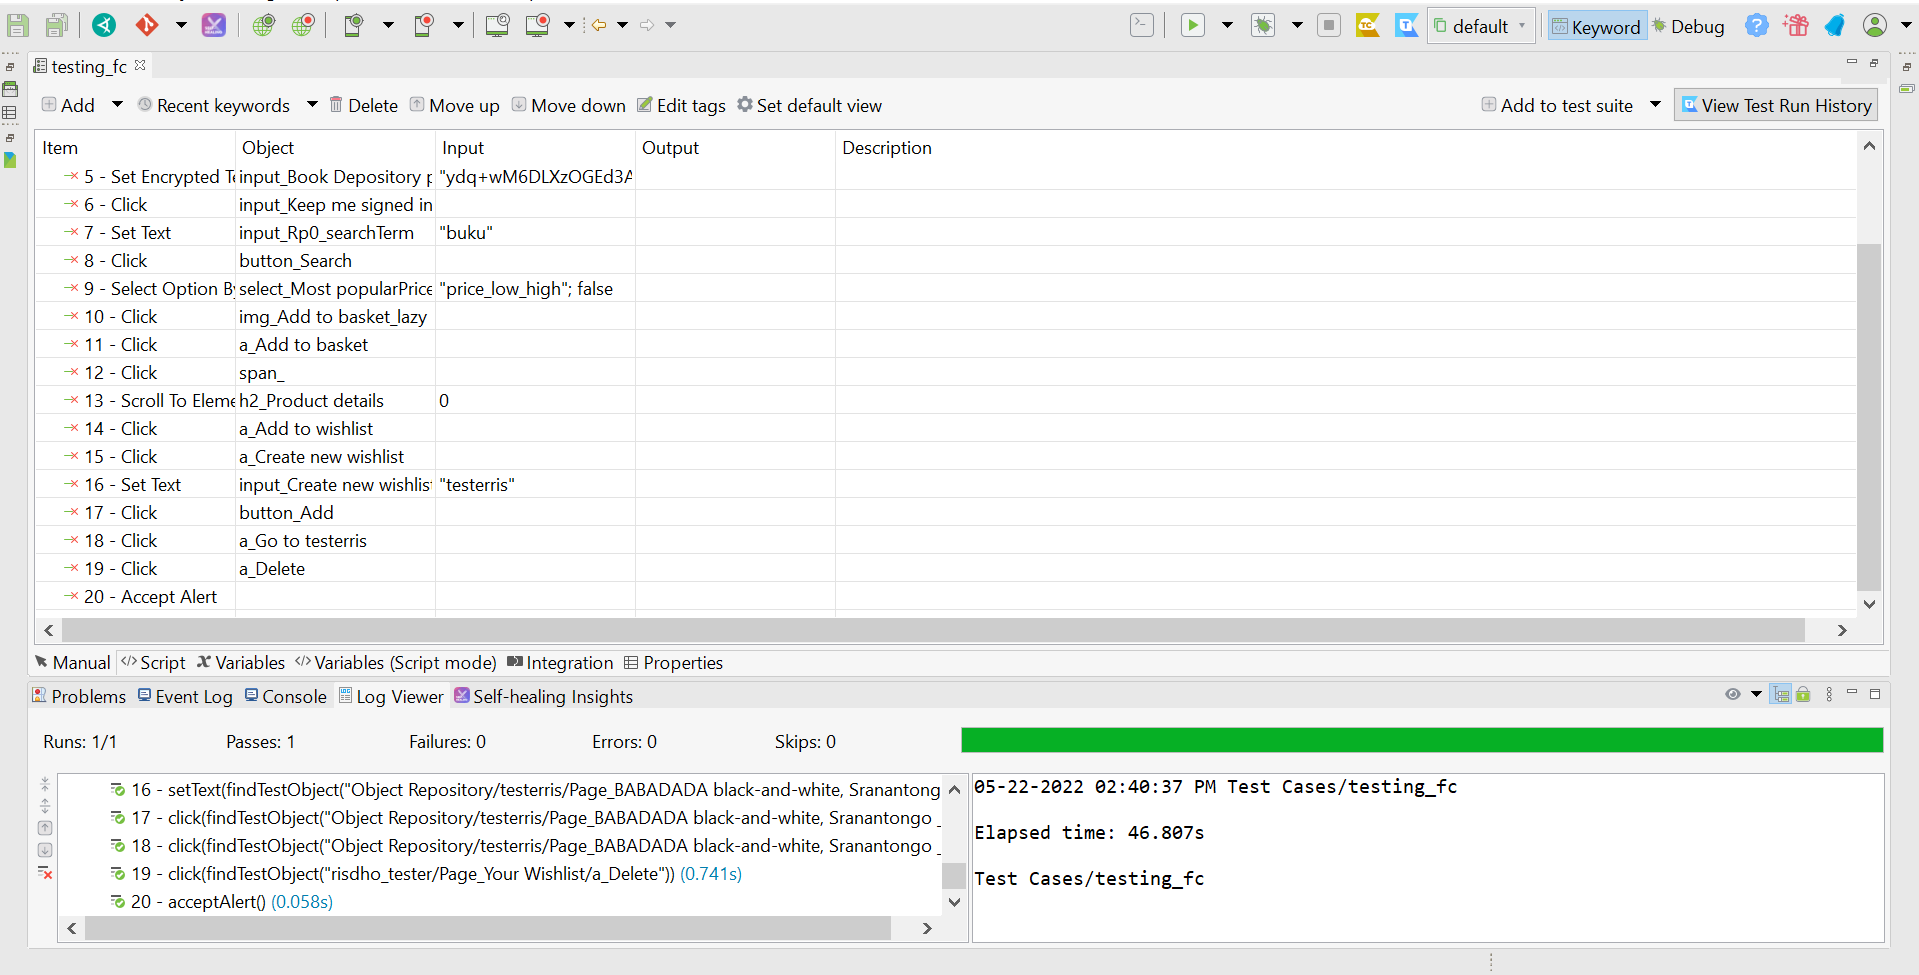 default
Keyword
Debug
testing_fc
Add
Recent keywords
Delete
Move up
Move down
Edit tags
Set default view
Add to test suite
View Test Run History
Item Object Input Output Description
5 - Set Encrypted Te input_Book Depository p "ydq+wM6DLXzOGEd3A
6 - Click input_Keep me signed in
7 - Set Text input_Rp0_searchTerm "buku"
8 - Click button_Search
9 - Select Option By select_Most popularPrice "price_low_high"; false
10 - Click img_Add to basket_lazy
11 - Click a_Add to basket
12 - Click span_
13 - Scroll To Eleme h2_Product details 0
14 - Click a_Add to wishlist
15 - Click a_Create new wishlist
16 - Set Text input_Create new wishlist "testerris"
17 - Click button_Add
18 - Click a_Go to testerris
19 - Click a_Delete
20 - Accept Alert
Manual Script Variables Variables (Script mode) Integration Properties
Problems Event Log Console Log Viewer Self-healing Insights
Runs: 1/1 Passes: 1 Failures: 0 Errors: 0 Skips: 0
16 - setText(findTestObject("Object Repository/testerris/Page_BABADADA black-and-white, Sranantongo
17 - click(findTestObject("Object Repository/testerris/Page_BABADADA black-and-white, Sranantongo _
18 - click(findTestObject("Object Repository/testerris/Page_BABADADA black-and-white, Sranantongo _
19 - click(findTestObject("risdho_tester/Page_Your Wishlist/a_Delete")) (0.741s)
20 - acceptAlert() (0.058s)
05-22-2022 02:40:37 PM Test Cases/testing_fc
Elapsed time: 46.807s
Test Cases/testing_fc